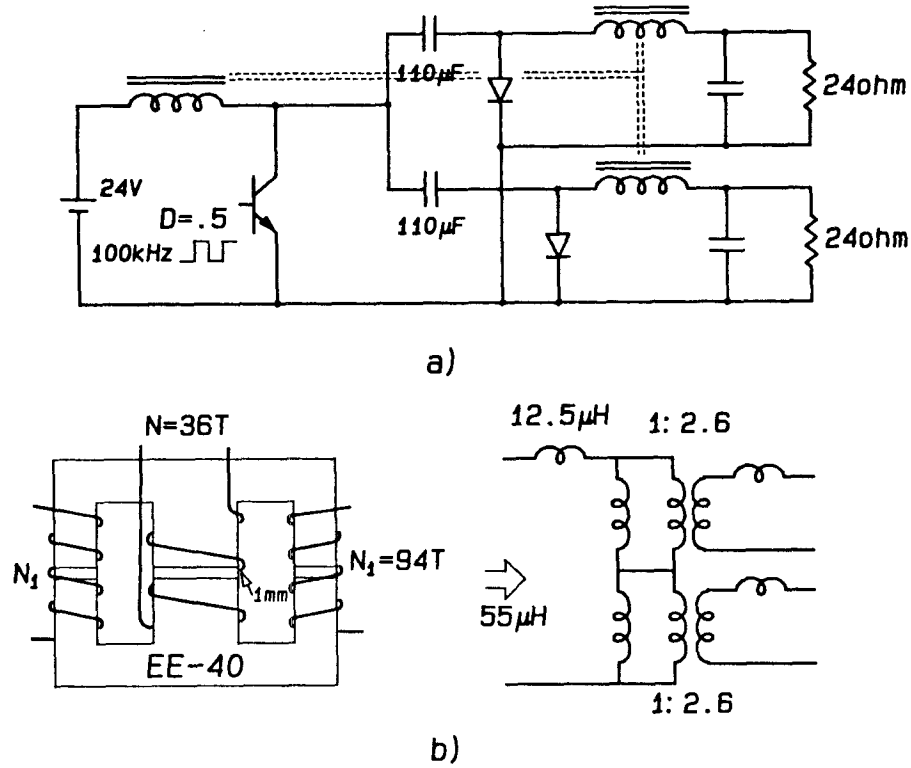 110µF
24ohm
24V
D=.5
100kHz
110µF
24ohm
a)
N=36T
12.5µH
1:2.6
N₁
N₁=94T
1mm
55µH
EE-40
1:2.6
b)